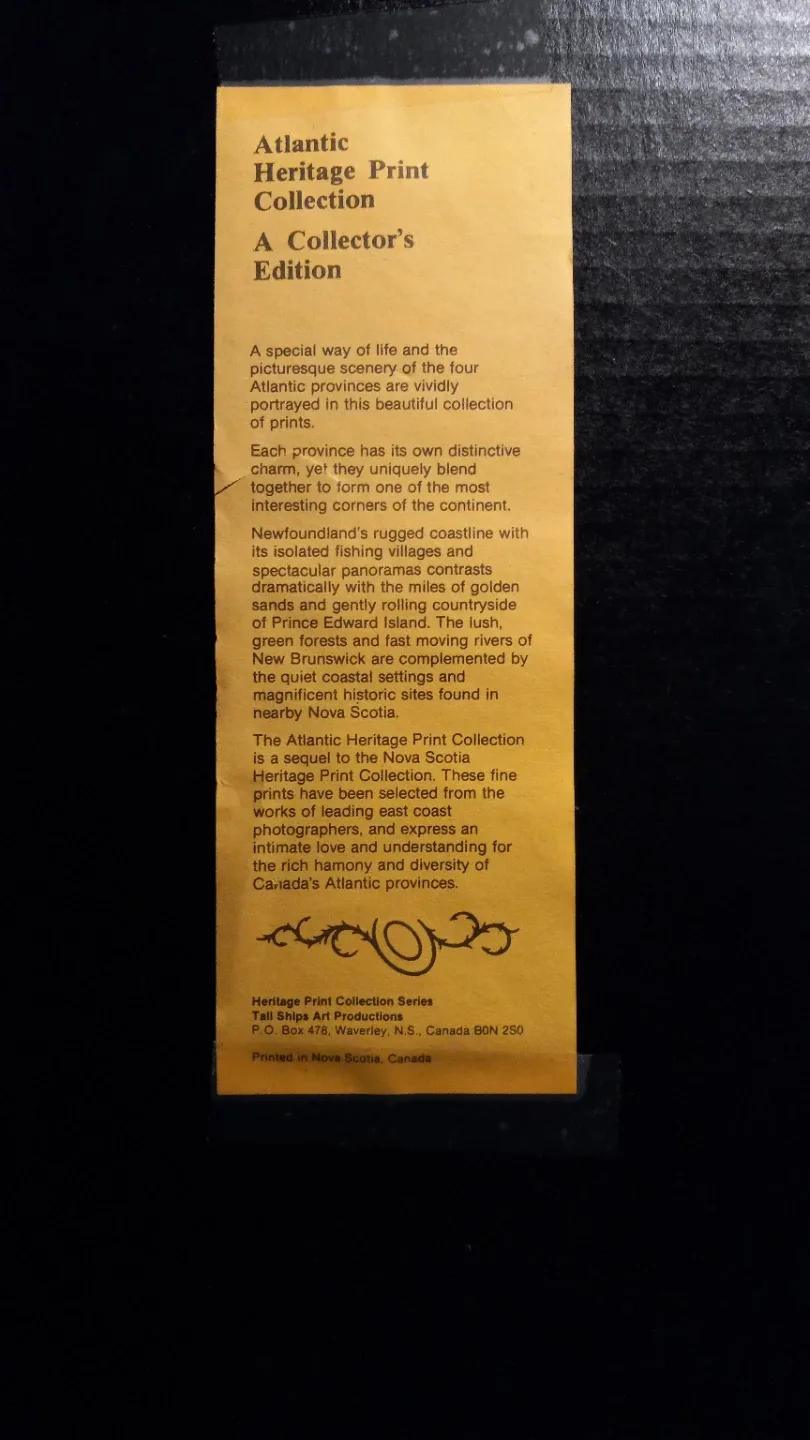 Atlantic
Heritage Print
Collection
A Collector's
Edition
A special way of life and the
picturesque scenery of the four
Atlantic provinces are vividly
portrayed in this beautiful collection
of prints.
Each province has its own distinctive
charm, yet they uniquely blend
together to form one of the most
interesting corners of the continent.
Newfoundland's rugged coastline with
its isolated fishing villages and
spectacular panoramas contrasts
dramatically with the miles of golden
sands and gently rolling countryside
of Prince Edward Island. The lush,
green forests and fast moving rivers of
New Brunswick are complemented by
the quiet coastal settings and
magnificent historic sites found in
nearby Nova Scotia.
The Atlantic Heritage Print Collection
is a sequel to the Nova Scotia
Heritage Print Collection. These fine
prints have been selected from the
works of leading east coast
photographers, and express an
intimate love and understanding for
the rich hamony and diversity of
Canada's Atlantic provinces.
Heritage Print Collection Series
Tall Ships Art Productions
P.O. Box 478, Waverley, N.S., Canada B0N 2S0
Printed in Nova Scotia, Canada